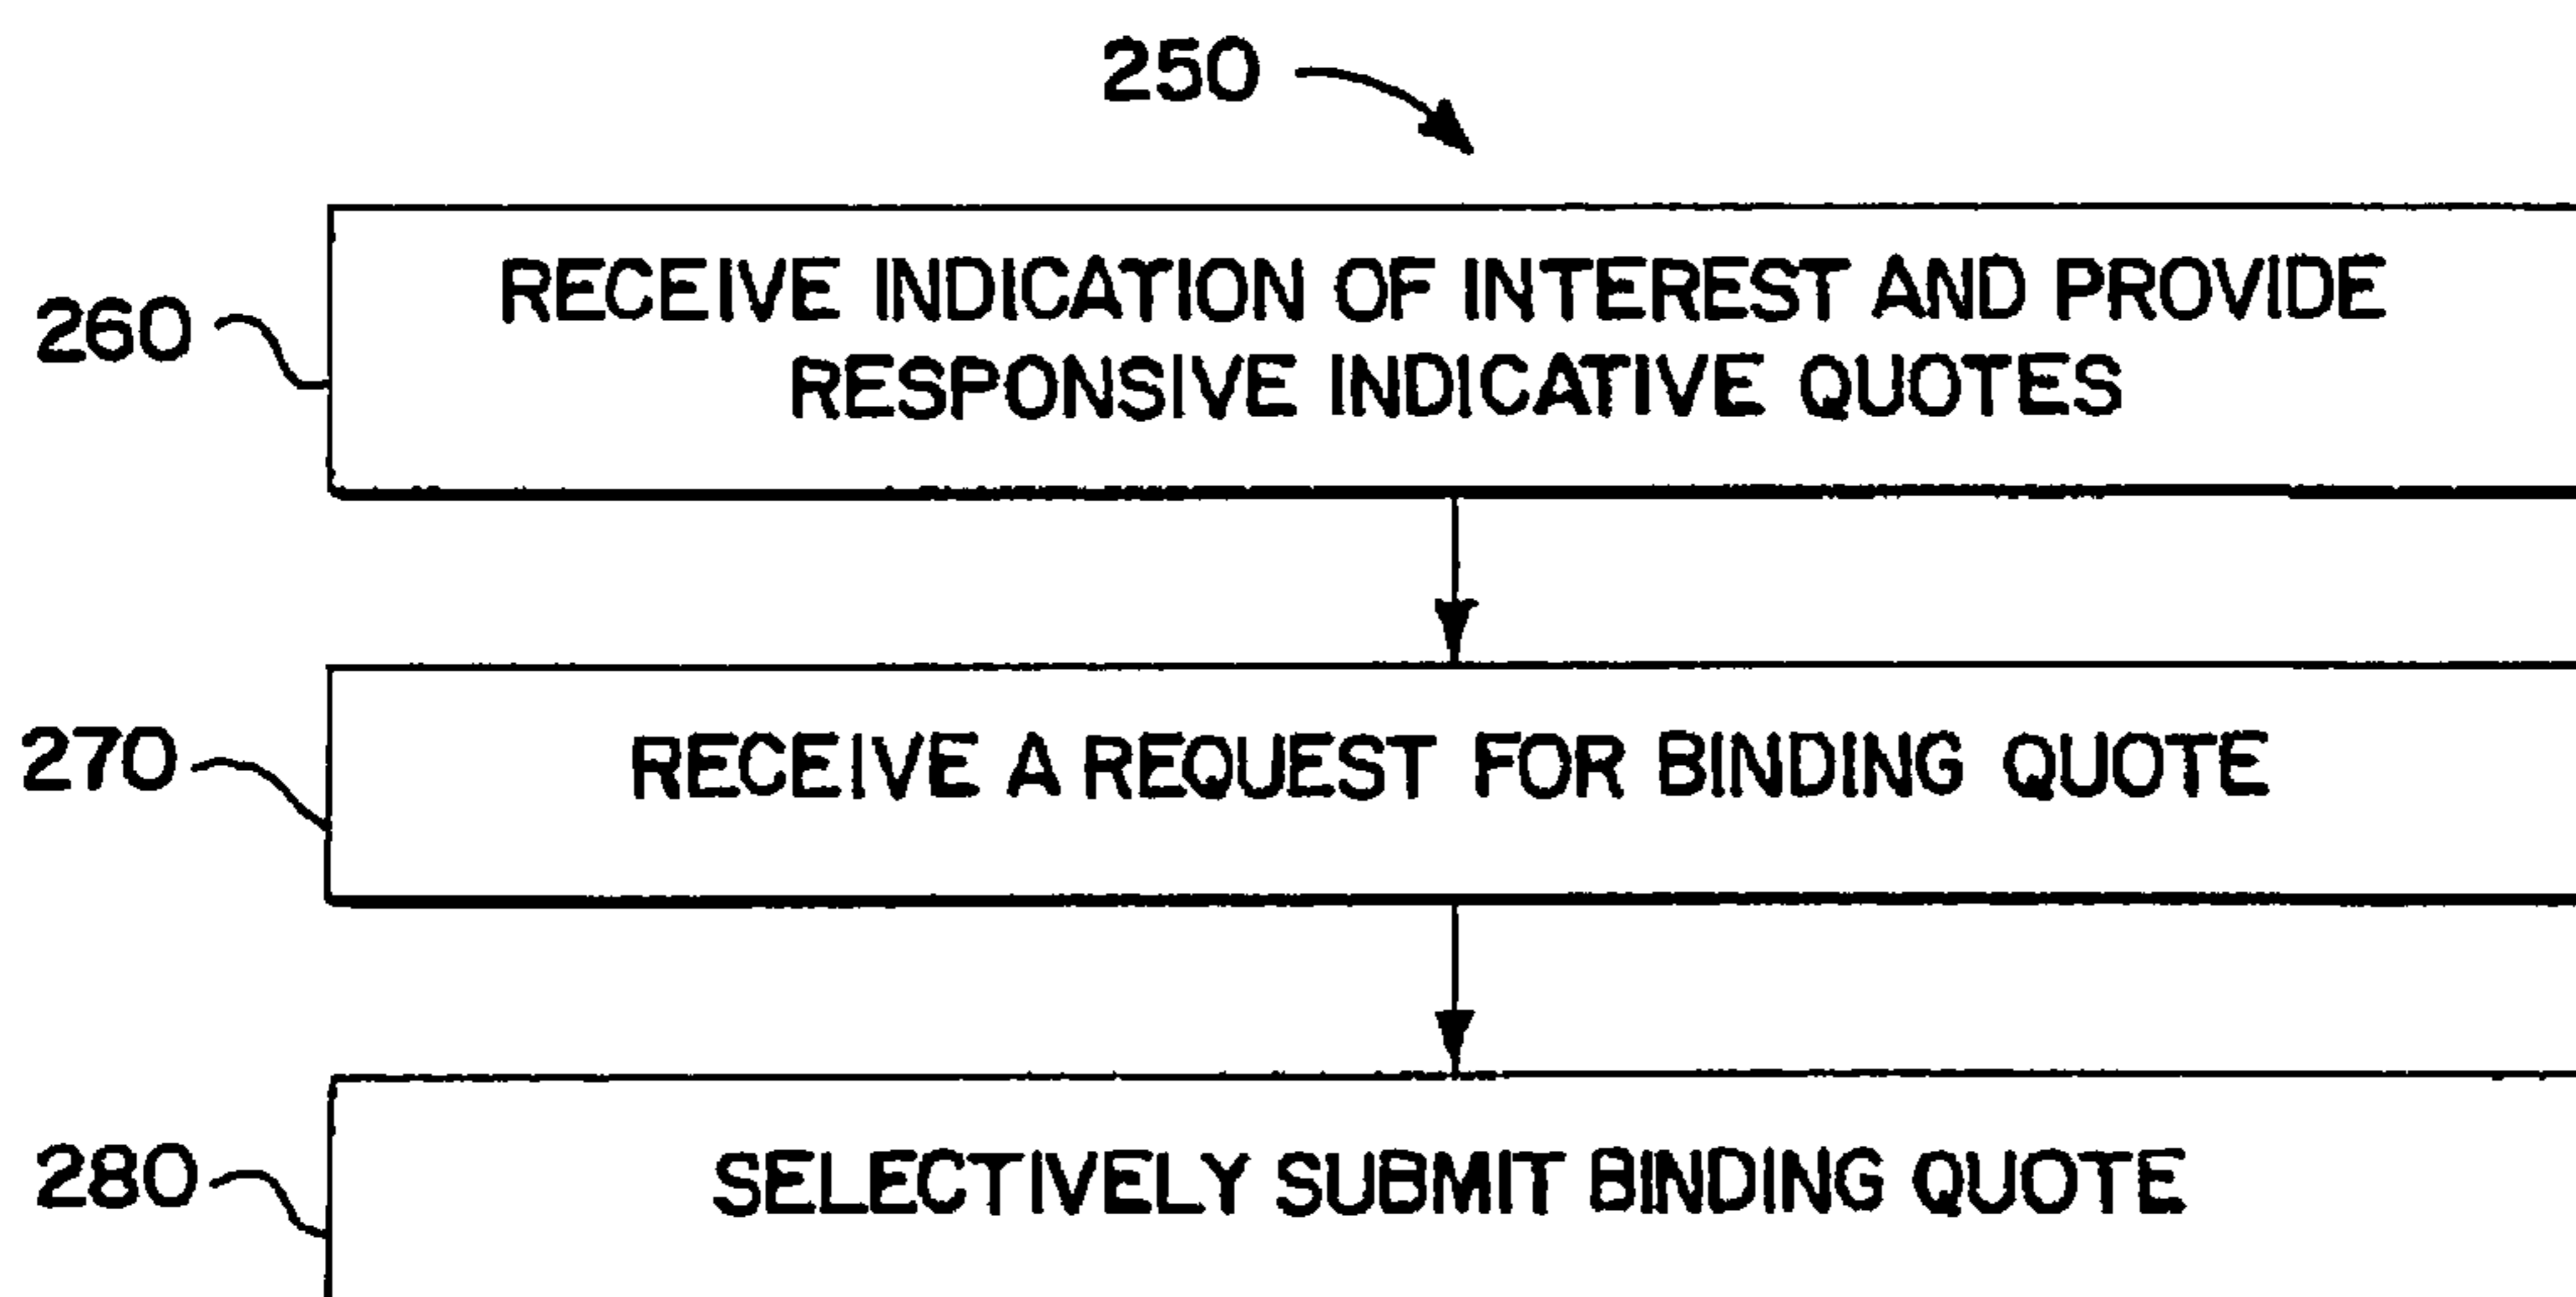 250
260
RECEIVE INDICATION OF INTEREST AND PROVIDE
RESPONSIVE INDICATIVE QUOTES
270
RECEIVE A REQUEST FOR BINDING QUOTE
280
SELECTIVELY SUBMIT BINDING QUOTE